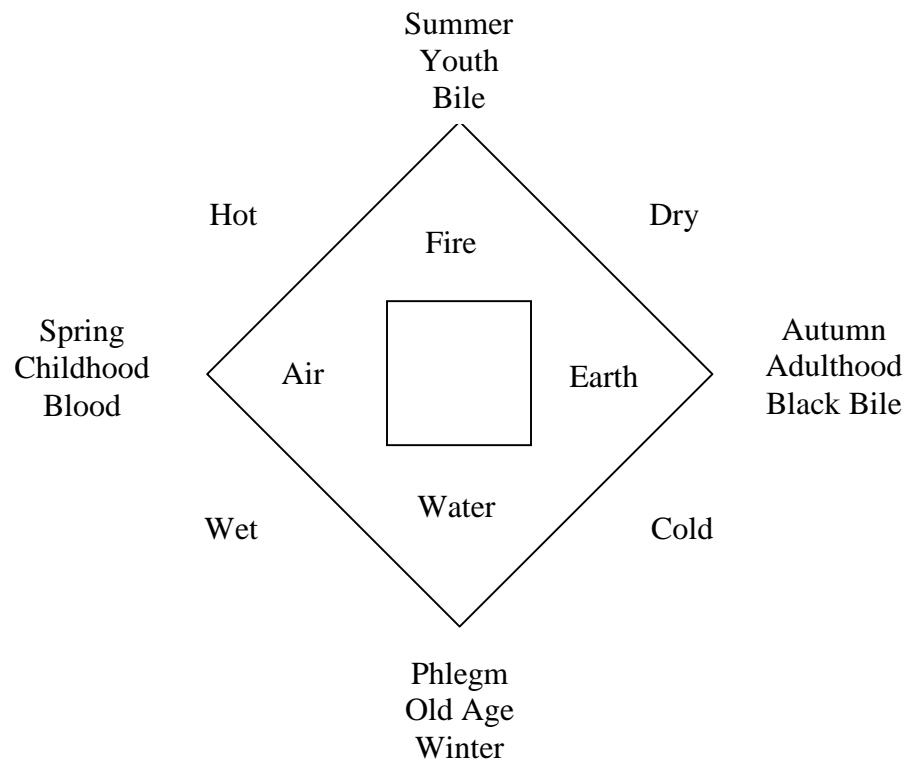 Summer
Youth
Bile
Hot
Dry
Fire
Spring
Childhood
Blood
Air
Earth
Autumn
Adulthood
Black Bile
Water
Wet
Cold
Phlegm
Old Age
Winter